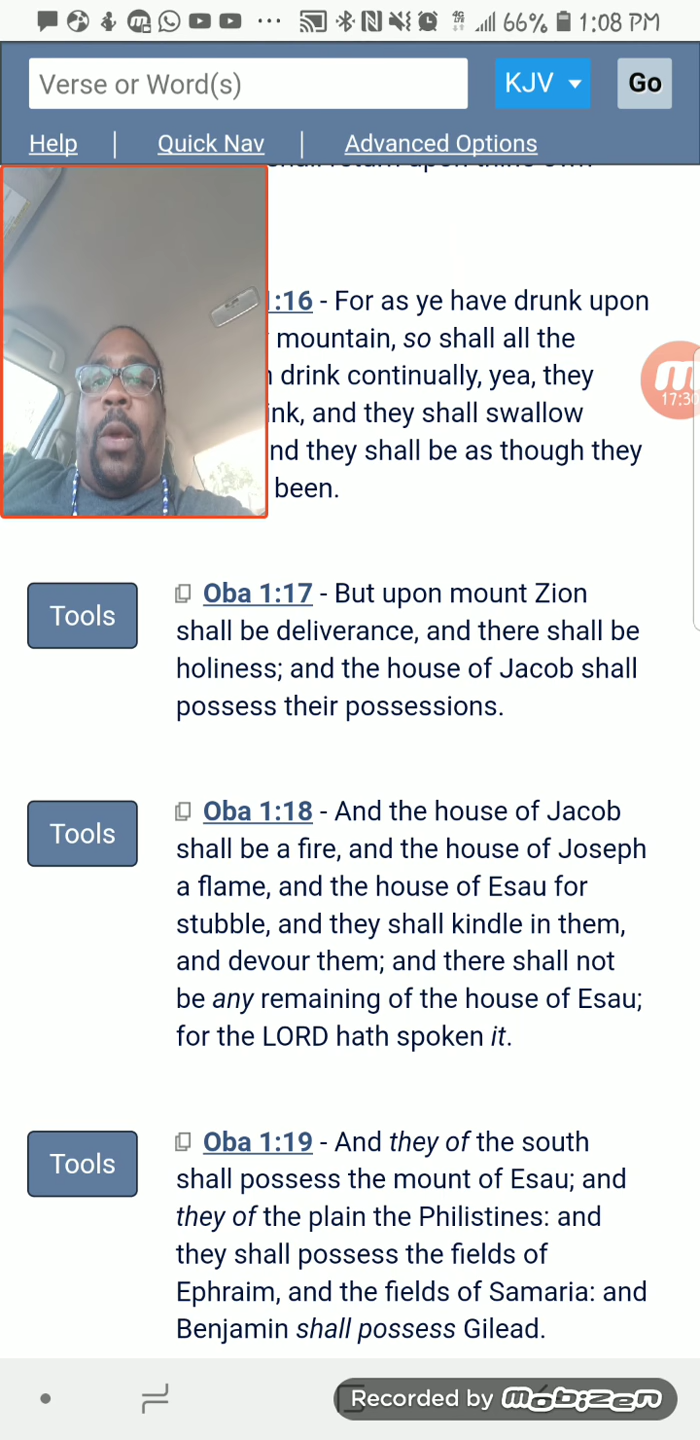 66% 1:08 PM
Verse or Word(s)
KJV
Go
Help | Quick Nav | Advanced Options
shall return upon thine own
:16 - For as ye have drunk upon
mountain, so shall all the
drink continually, yea, they
ink, and they shall swallow
nd they shall be as though they
been.
17:30
Tools
Oba 1:17 - But upon mount Zion
shall be deliverance, and there shall be
holiness; and the house of Jacob shall
possess their possessions.
Tools
Oba 1:18 - And the house of Jacob
shall be a fire, and the house of Joseph
a flame, and the house of Esau for
stubble, and they shall kindle in them,
and devour them; and there shall not
be any remaining of the house of Esau;
for the LORD hath spoken it.
Tools
Oba 1:19 - And they of the south
shall possess the mount of Esau; and
they of the plain the Philistines: and
they shall possess the fields of
Ephraim, and the fields of Samaria: and
Benjamin shall possess Gilead.
Recorded by mobizen